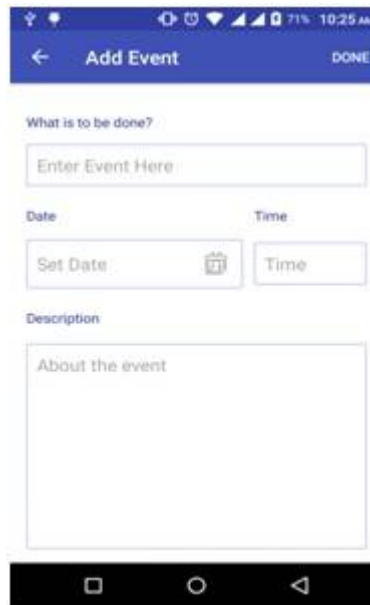 71% 10:25 AM
Add Event
DONE
What is to be done?
Enter Event Here
Date
Time
Set Date
Time
Description
About the event